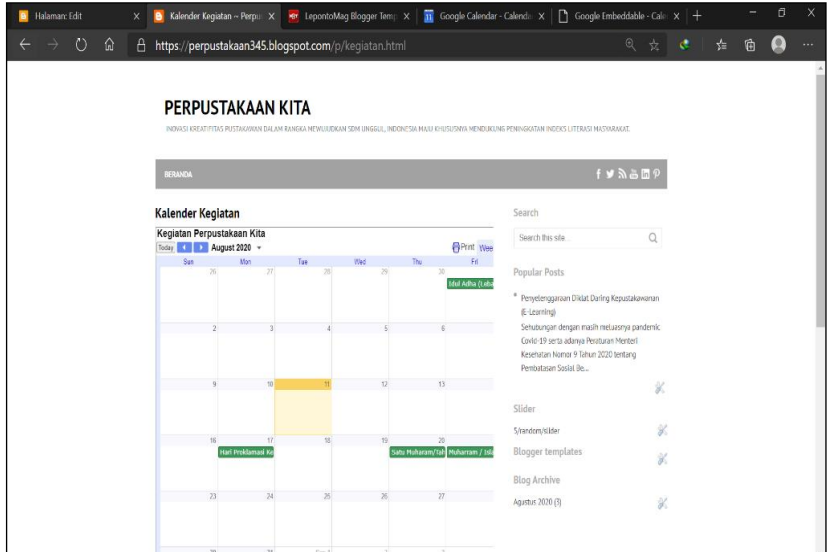 Halaman: Edit
Kalender Kegiatan ~ Perpus
LepontoMag Blogger Temp
Google Calendar - Calenda
Google Embeddable - Cale
https://perpustakaan345.blogspot.com/p/kegiatan.html
PERPUSTAKAAN KITA
INOVASI KREATIFITAS PUSTAKAWAN DALAM RANGKA MEWUJUDKAN SDM UNGGUL, INDONESIA MAJU KHUSUSNYA MENDUKUNG PENINGKATAN INDEKS LITERASI MASYARAKAT.
BERANDA
Kalender Kegiatan
Kegiatan Perpustakaan Kita
Today August 2020 Print Wee
Sun Mon Tue Wed Thu Fri
26 27 28 29 30
Idul Adha (Leba
2 3 4 5 6
9 10 11 12 13
16 17 18 19 20
Hari Proklamasi Ke Satu Muharam/Tah Muharram / Isla
23 24 25 26 27
30 31
Search
Search this site...
Popular Posts
Penyelenggaraan Diklat Daring Kepustakawanan
(E-Learning)
Sehubungan dengan masih meluasnya pandemic
Covid-19 serta adanya Peraturan Menteri
Kesehatan Nomor 9 Tahun 2020 tentang
Pembatasan Sosial Be...
Slider
5/random/slider
Blogger templates
Blog Archive
Agustus 2020 (3)